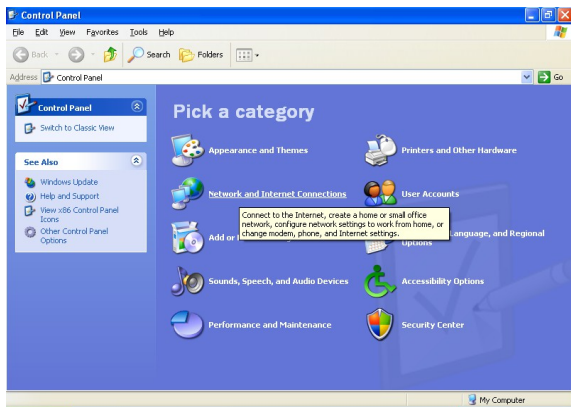 Control Panel
File Edit View Favorites Tools Help
Back Search Folders
Address Control Panel Go
Control Panel
Switch to Classic View
See Also
Windows Update
Help and Support
View x86 Control Panel
Icons
Other Control Panel
Options
Pick a category
Appearance and Themes
Printers and Other Hardware
Network and Internet Connections
User Accounts
Connect to the Internet, create a home or small office
network, configure network settings to work from home, or
change modem, phone, and Internet settings.
Add or
Language, and Regional
Options
Sounds, Speech, and Audio Devices
Accessibility Options
Performance and Maintenance
Security Center
My Computer